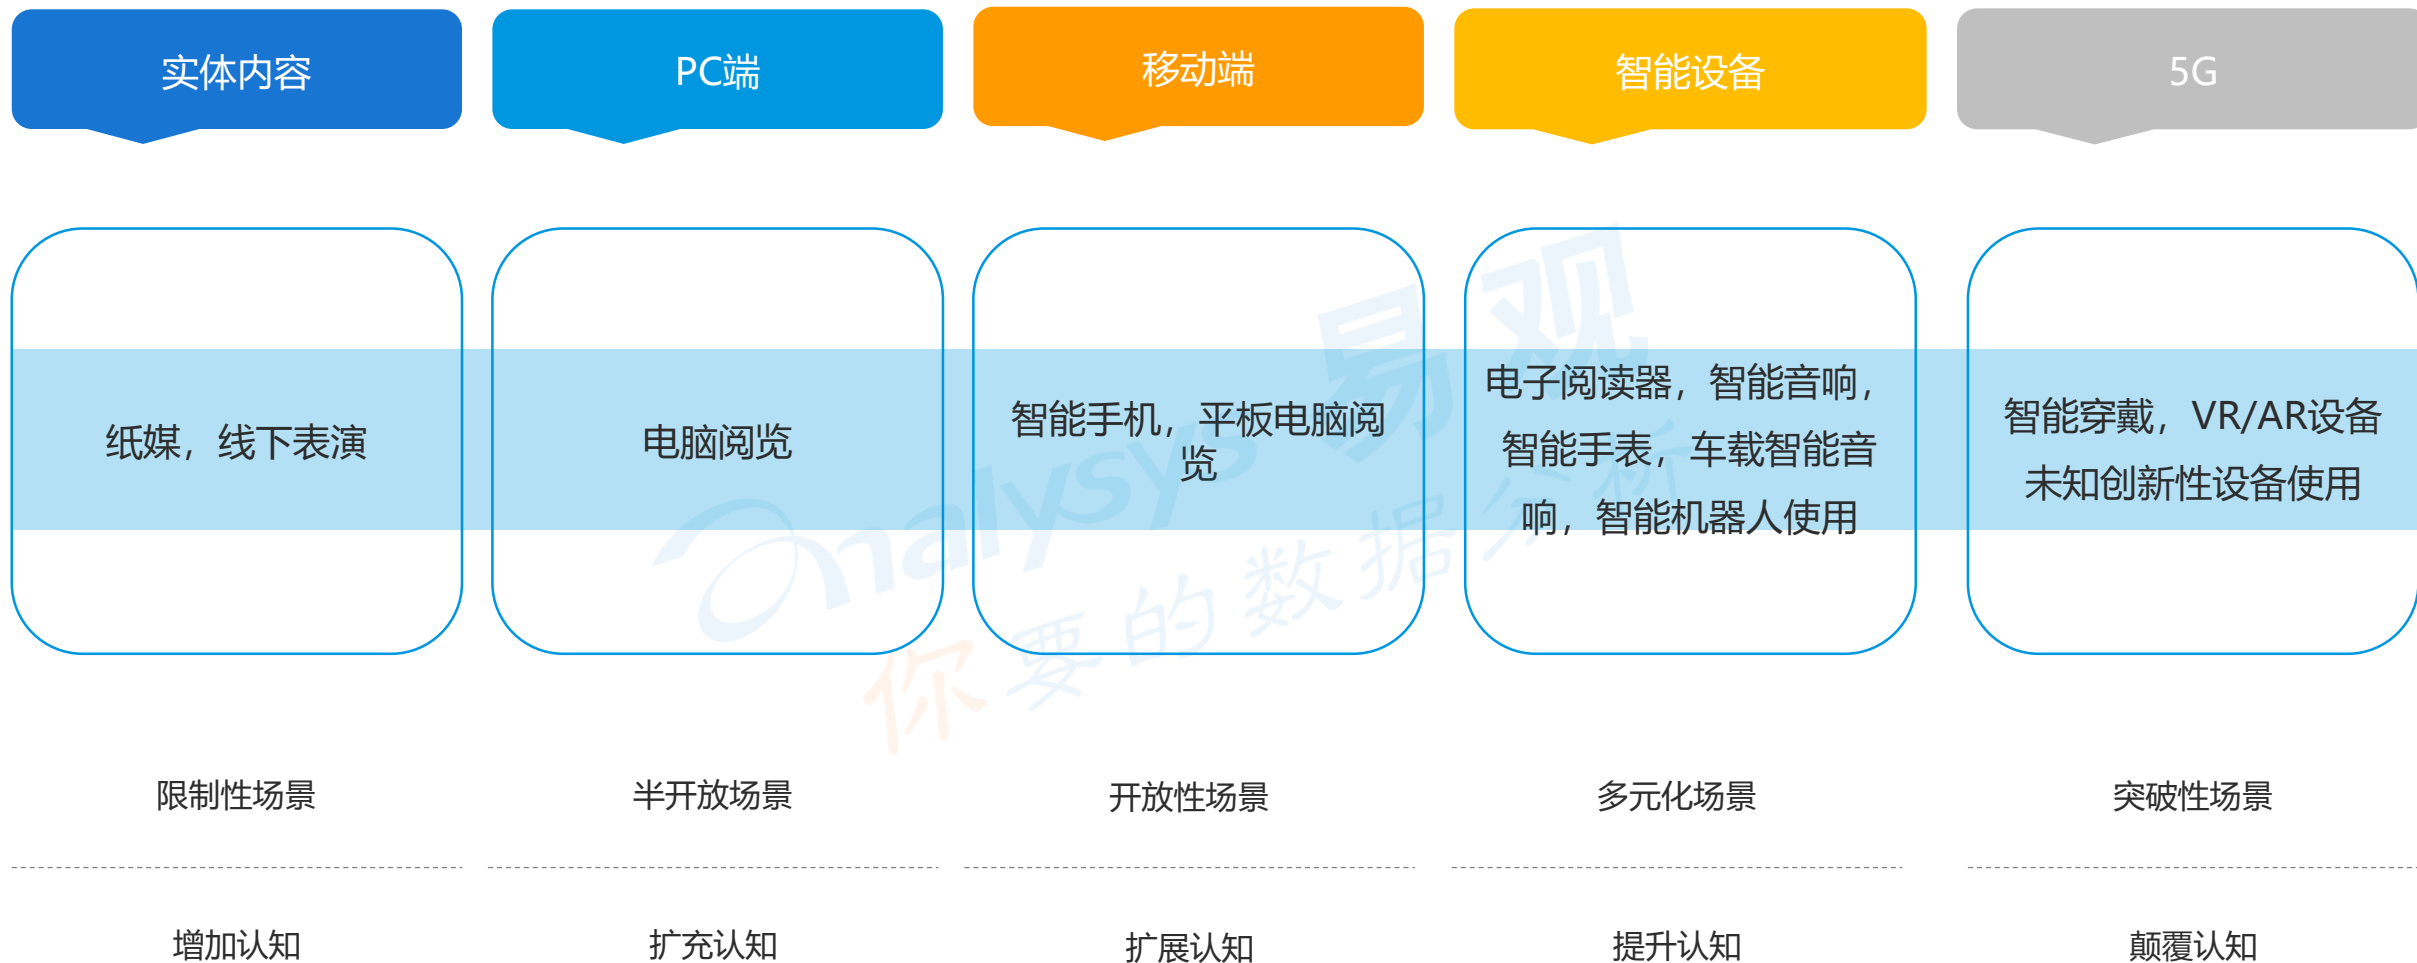 实体内容
PC端
移动端
智能设备
5G
纸媒，线下表演
电脑阅览
智能手机，平板电脑阅
览
电子阅读器，智能音响，
智能手表，车载智能音
响，智能机器人使用
智能穿戴，VR/AR设备
未知创新性设备使用
analysys 易观
你要的数据分析
限制性场景
半开放场景
开放性场景
多元化场景
突破性场景
增加认知
扩充认知
扩展认知
提升认知
颠覆认知